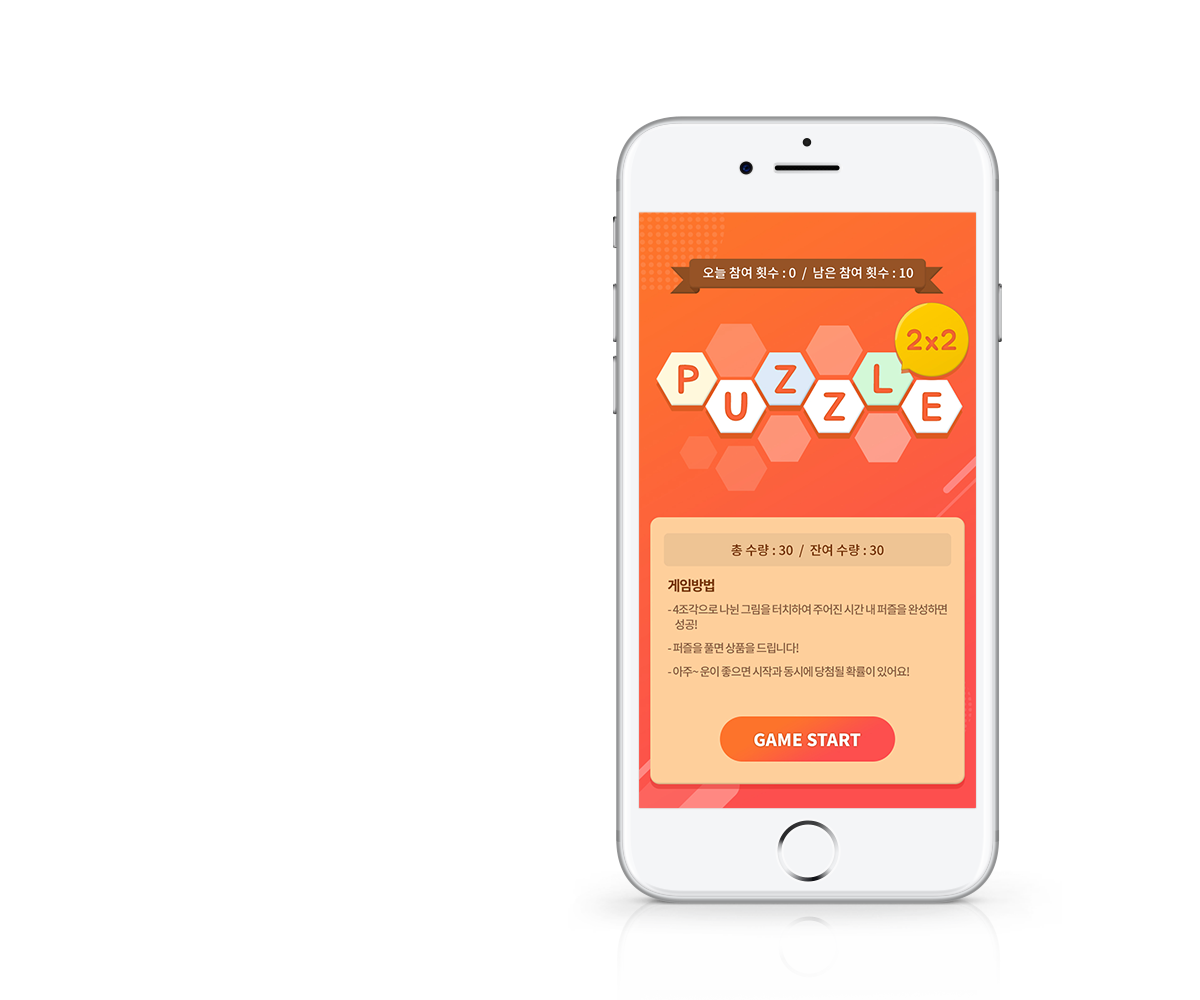 오늘 참여 횟수 : 0 / 남은 참여 횟수 : 10
2x2
PUZZLE
총 수량 : 30 / 잔여 수량 : 30
게임방법
- 4조각으로 나뉜 그림을 터치하여 주어진 시간 내 퍼즐을 완성하면
성공!
- 퍼즐을 풀면 상품을 드립니다!
- 아주~ 운이 좋으면 시작과 동시에 당첨될 확률이 있어요!
GAME START